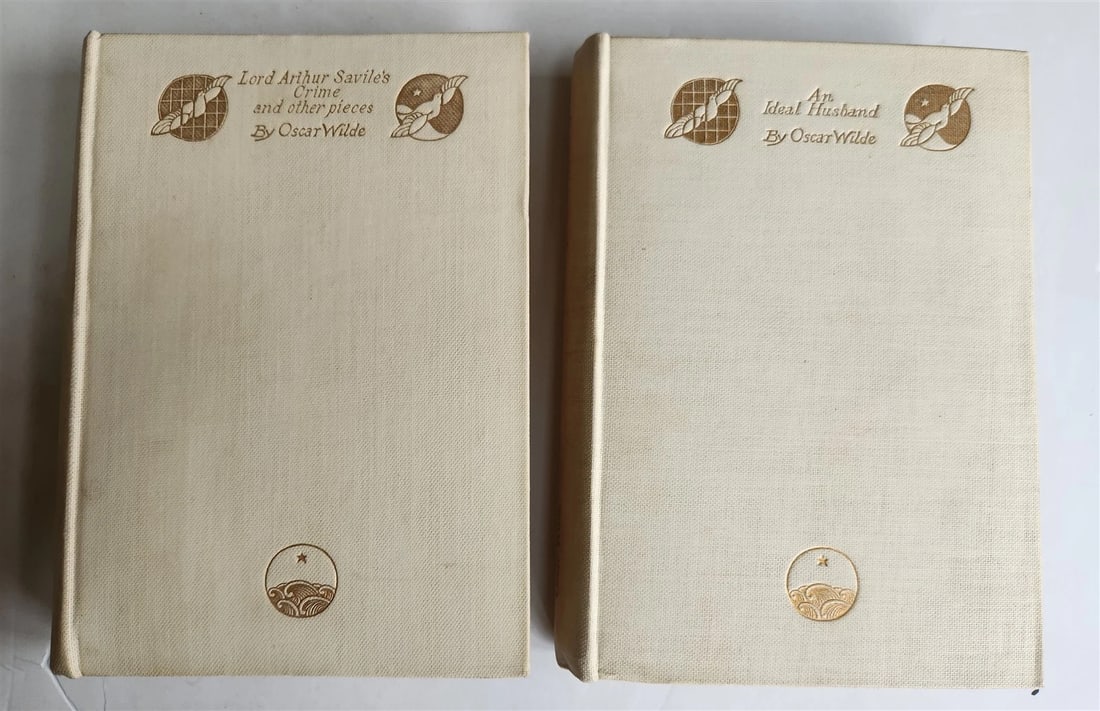 Lord Arthur Savile's
Crime
and other pieces
By Oscar Wilde
An
Ideal Husband
By Oscar Wilde